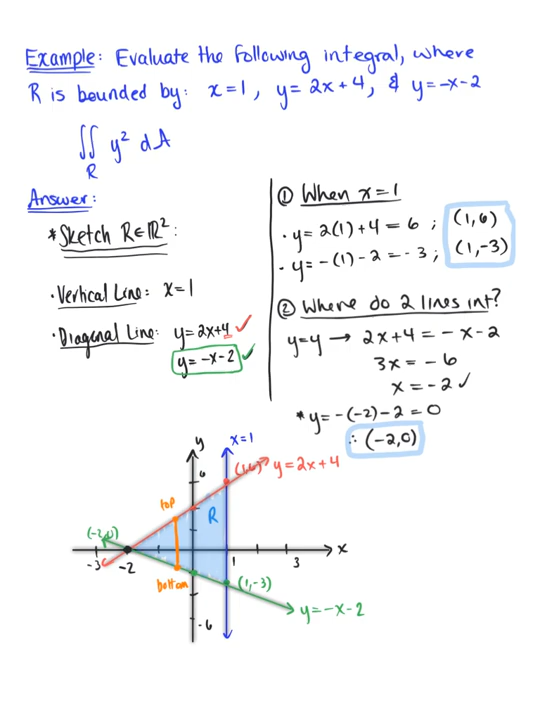 Example: Evaluate the following integral, where
R is bounded by: x=1, y=2x+4, & y=-x-2
∬ y² dA
R
Answer:
* Sketch R∈ℝ²:
· Vertical Line: x=1
· Diagonal Line: y=2x+4 ✓
y=-x-2 ✓
① When x=1
· y=2(1)+4=6 ; (1,6)
- y=-(1)-2=-3; (1,-3)
② Where do 2 lines int?
y=y → 2x+4=-x-2
3x=-6
x=-2 ✓
* y=-(-2)-2=0
∴ (-2,0)
y
x=1
6
(1,6)
y=2x+4
top
R
(-2,0)
x
-3
-2
1
3
bottom
(1,-3)
y=-x-2
-6